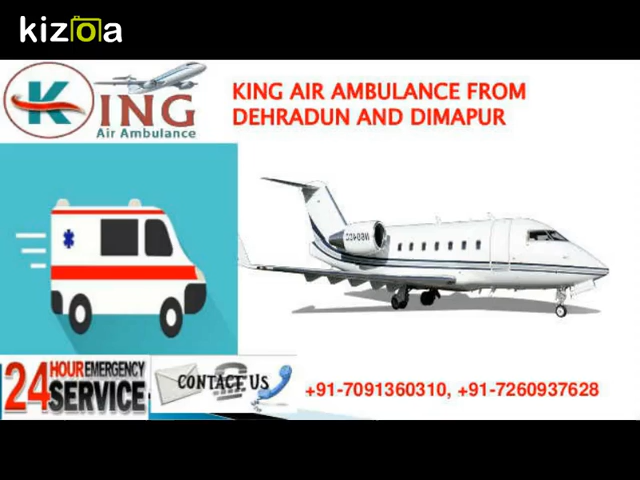 kizoa
KING
Air Ambulance
KING AIR AMBULANCE FROM
DEHRADUN AND DIMAPUR
24 HOUR EMERGENCY
SERVICE
CONTACT US
+91-7091360310, +91-7260937628